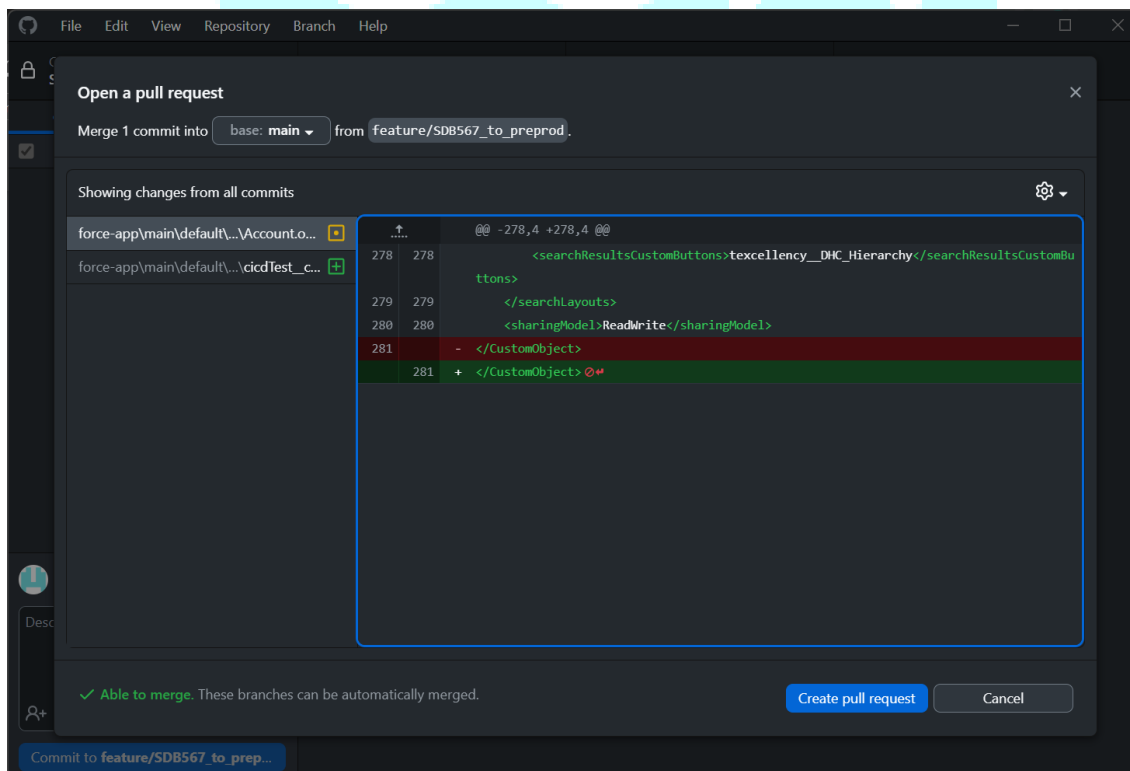 File Edit View Repository Branch Help
Open a pull request
Merge 1 commit into base: main from feature/SDB567_to_preprod.
Showing changes from all commits
force-app\main\default\...\Account.o...
force-app\main\default\...\cicdTest__c...
@@ -278,4 +278,4 @@
278 278 <searchResultsCustomButtons>texcellency__DHC_Hierarchy</searchResultsCustomBu
ttons>
279 279 </searchLayouts>
280 280 <sharingModel>ReadWrite</sharingModel>
281 - </CustomObject>
281 + </CustomObject>
Desc
Able to merge. These branches can be automatically merged.
Create pull request Cancel
Commit to feature/SDB567_to_prep...